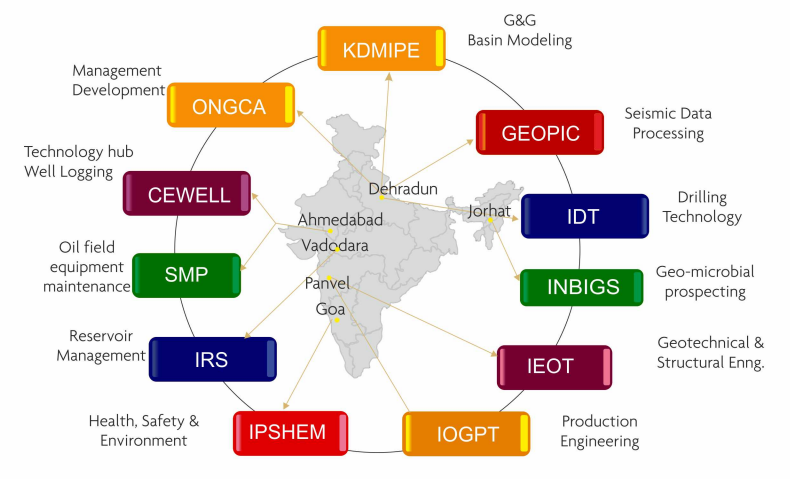 G&G
Basin Modeling
KDMIPE
Management
Development
ONGCA
Seismic Data
Processing
GEOPIC
Technology hub
Well Logging
CEWELL
Dehradun
Drilling
Technology
IDT
Jorhat
Ahmedabad
Vadodara
Oil field
equipment
maintenance
SMP
Panvel
Goa
Geo-microbial
prospecting
INBIGS
Reservoir
Management
IRS
Geotechnical &
Structural Enng.
IEOT
Health, Safety &
Environment
IPSHEM
IOGPT
Production
Engineering